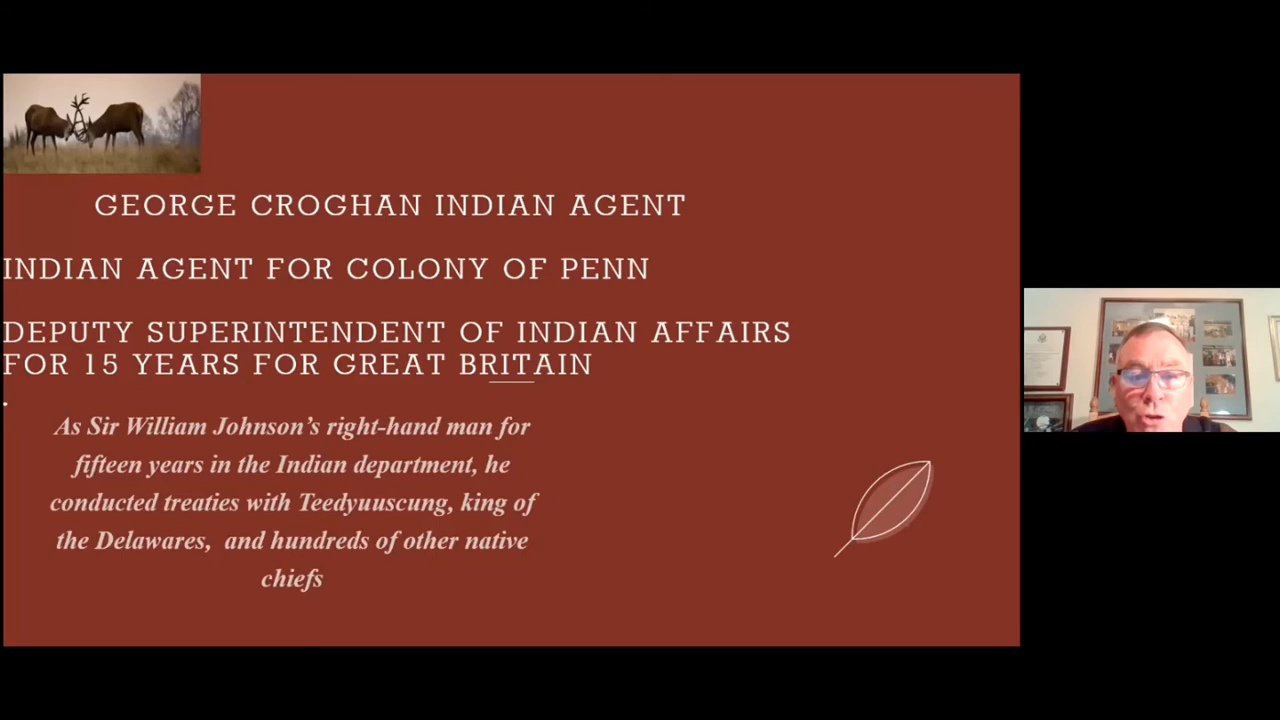 GEORGE CROGHAN INDIAN AGENT
INDIAN AGENT FOR COLONY OF PENN
DEPUTY SUPERINTENDENT OF INDIAN AFFAIRS
FOR 15 YEARS FOR GREAT BRITAIN
.
As Sir William Johnson’s right-hand man for
fifteen years in the Indian department, he
conducted treaties with Teedyuuscung, king of
the Delawares, and hundreds of other native
chiefs